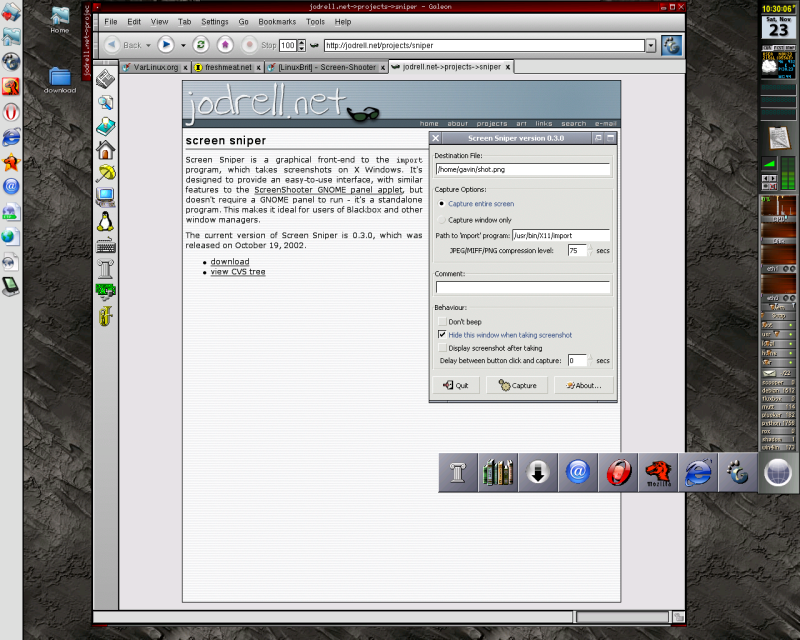 jodrell.net->projects->sniper - Galeon
File Edit View Tab Settings Go Bookmarks Tools Help
Back Stop 100 http://jodrell.net/projects/sniper
VarLinux.org x freshmeat.net x [LinuxBrit] - Screen-Shooter x jodrell.net->projects->sniper x
Home
download
jodrell.net->projec
jodrell.net
home about projects art links search e-mail
screen sniper
Screen Sniper is a graphical front-end to the import
program, which takes screenshots on X Windows. It's
designed to provide an easy-to-use interface, with similar
features to the ScreenShooter GNOME panel applet, but
doesn't require a GNOME panel to run - it's a standalone
program. This makes it ideal for users of Blackbox and other
window managers.
The current version of Screen Sniper is 0.3.0, which was
released on October 19, 2002.
download
view CVS tree
Screen Sniper version 0.3.0
Destination File:
/home/gavin/shot.png
Capture Options:
Capture entire screen
Capture window only
Path to 'import' program: /usr/bin/X11/import
JPEG/MIFF/PNG compression level: 75 secs
Comment:
Behaviour:
Don't beep
Hide this window when taking screenshot
Display screenshot after taking
Delay between button click and capture: 0 secs
Quit Capture About...
mozilla
10:30:06
Sat, Nov
23